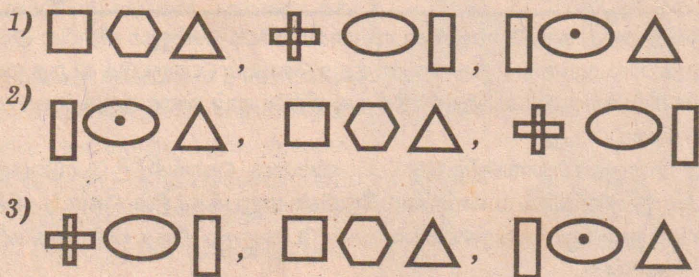 1) , ,
2) , ,
3) , ,